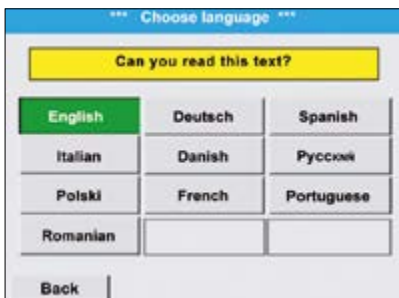 *** Choose language ***
Can you read this text?
English Deutsch Spanish
Italian Danish Русский
Polski French Portuguese
Romanian
Back